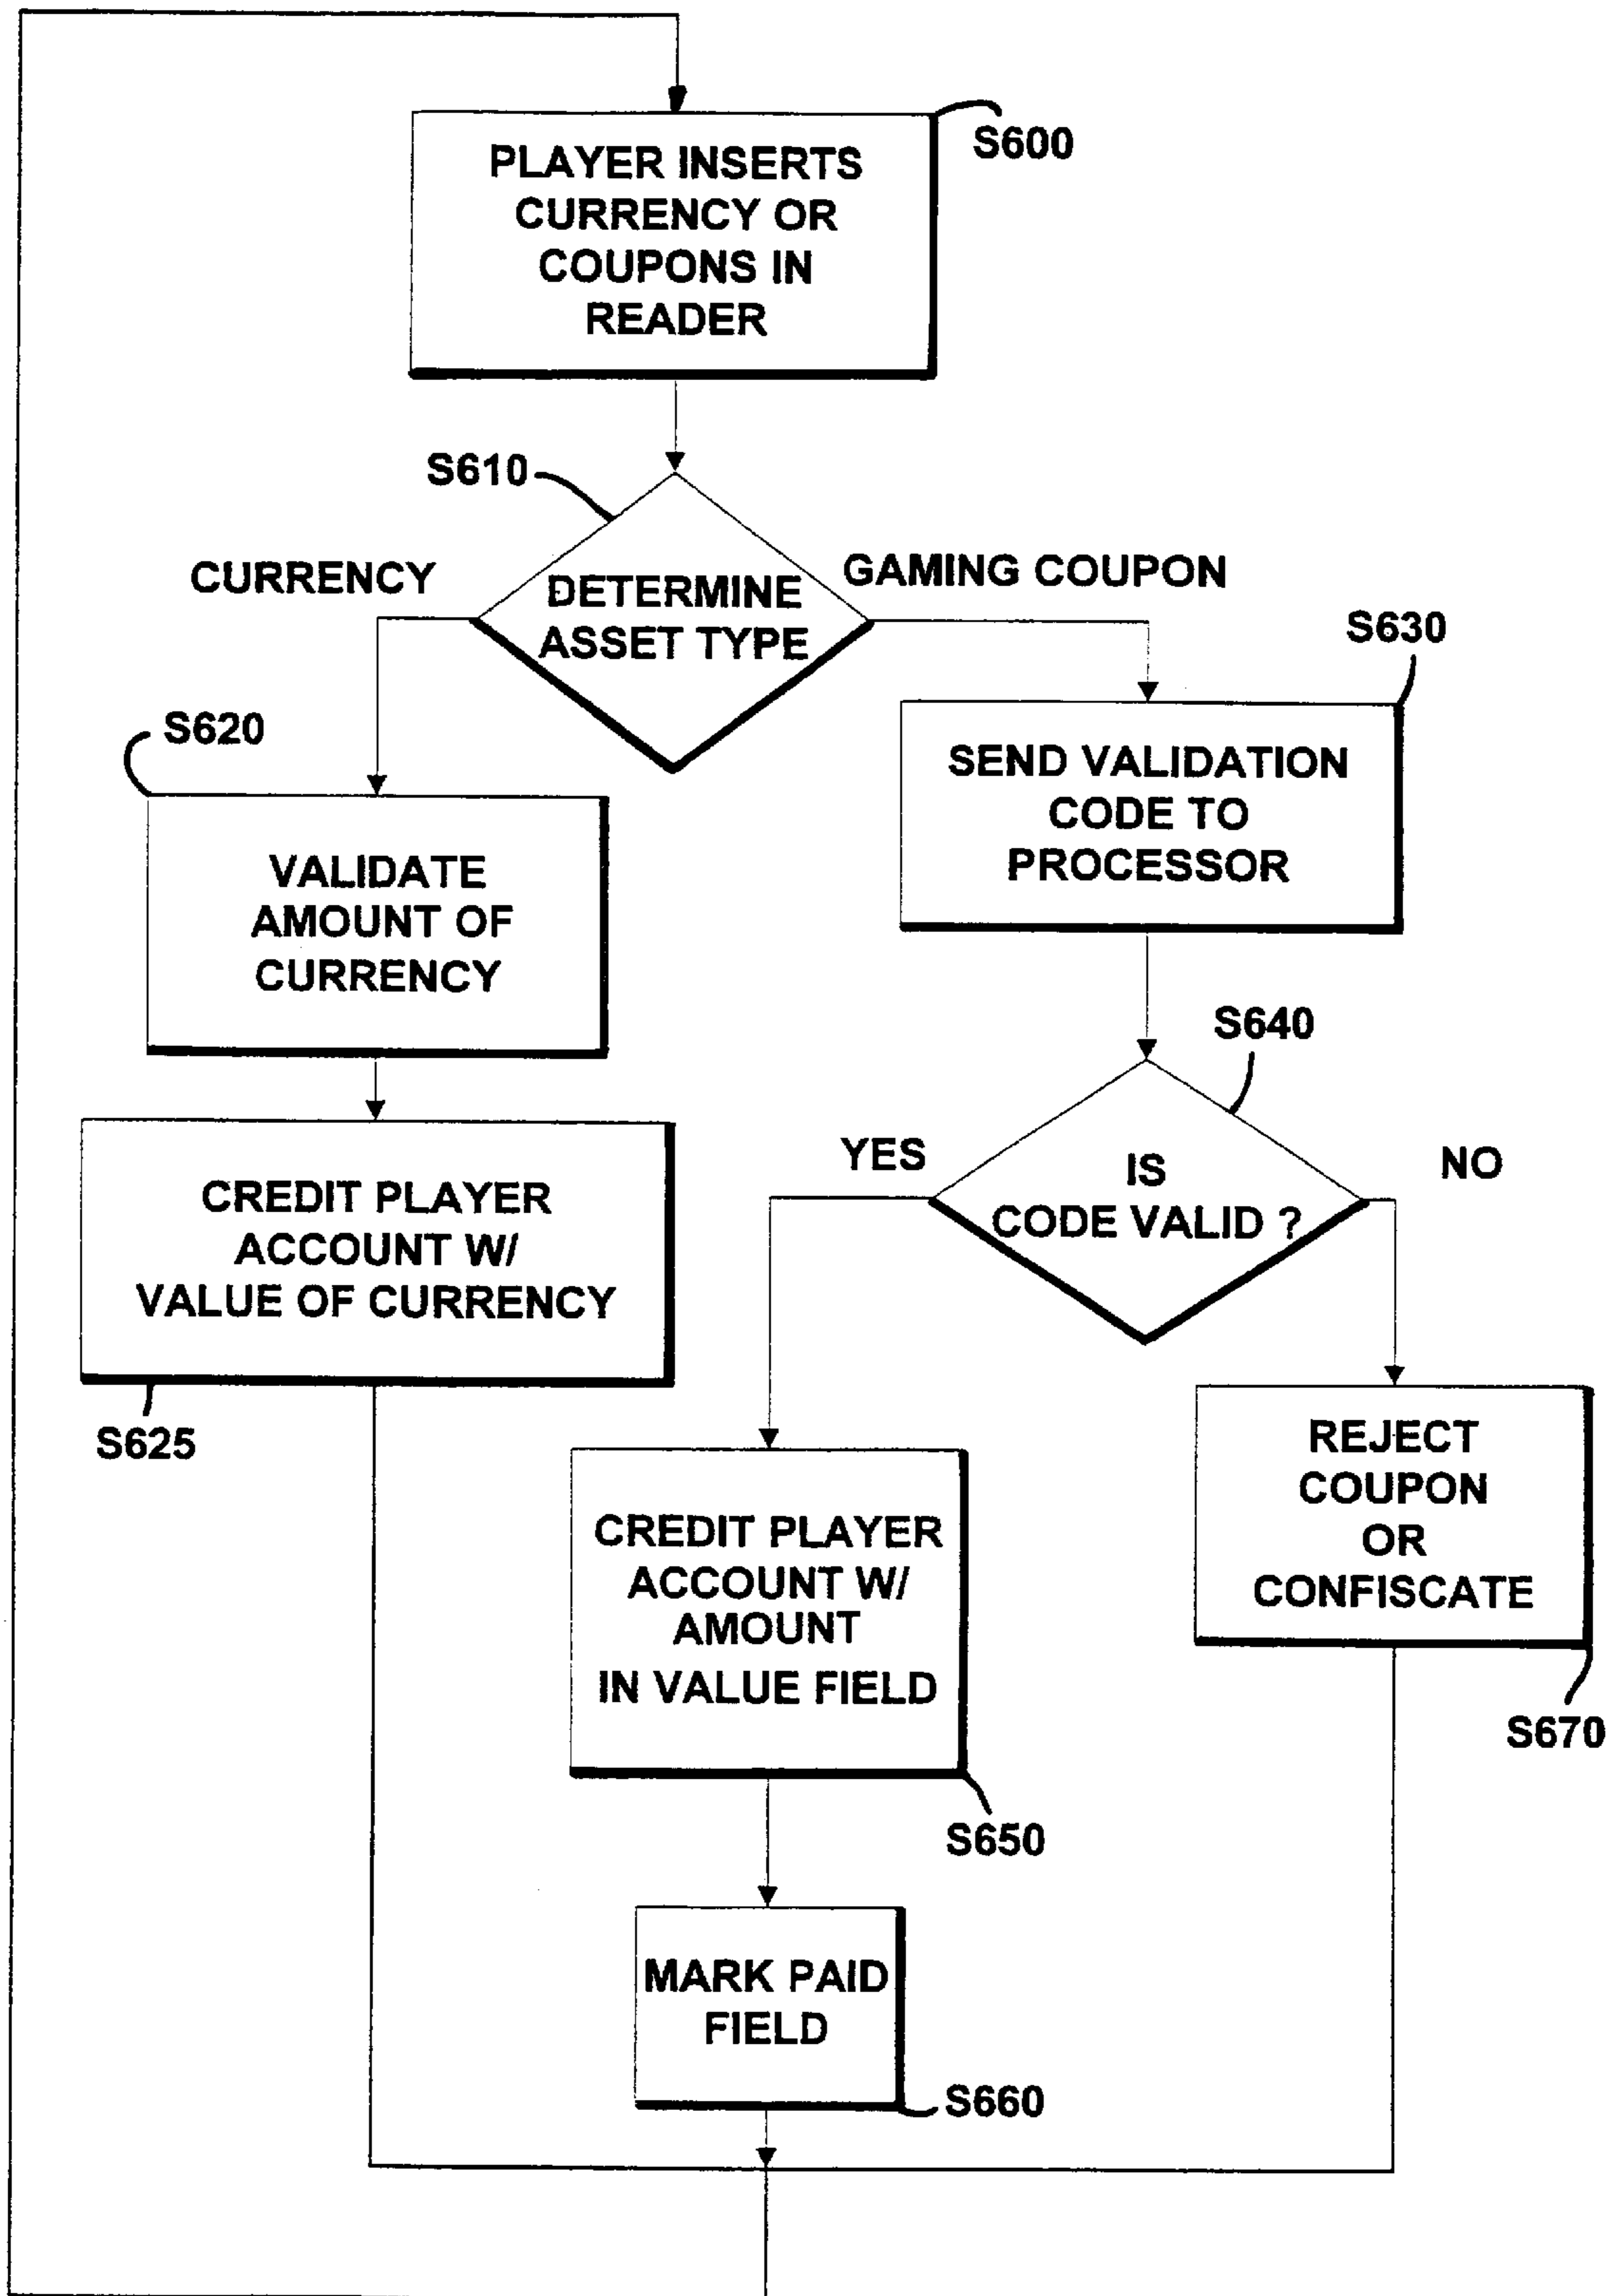 S600
PLAYER INSERTS
CURRENCY OR
COUPONS IN
READER
S610
CURRENCY
GAMING COUPON
DETERMINE
ASSET TYPE
S630
S620
SEND VALIDATION
CODE TO
PROCESSOR
VALIDATE
AMOUNT OF
CURRENCY
S640
YES
NO
IS
CODE VALID ?
CREDIT PLAYER
ACCOUNT W/
VALUE OF CURRENCY
S625
REJECT
COUPON
OR
CONFISCATE
CREDIT PLAYER
ACCOUNT W/
AMOUNT
IN VALUE FIELD
S670
S650
MARK PAID
FIELD
S660